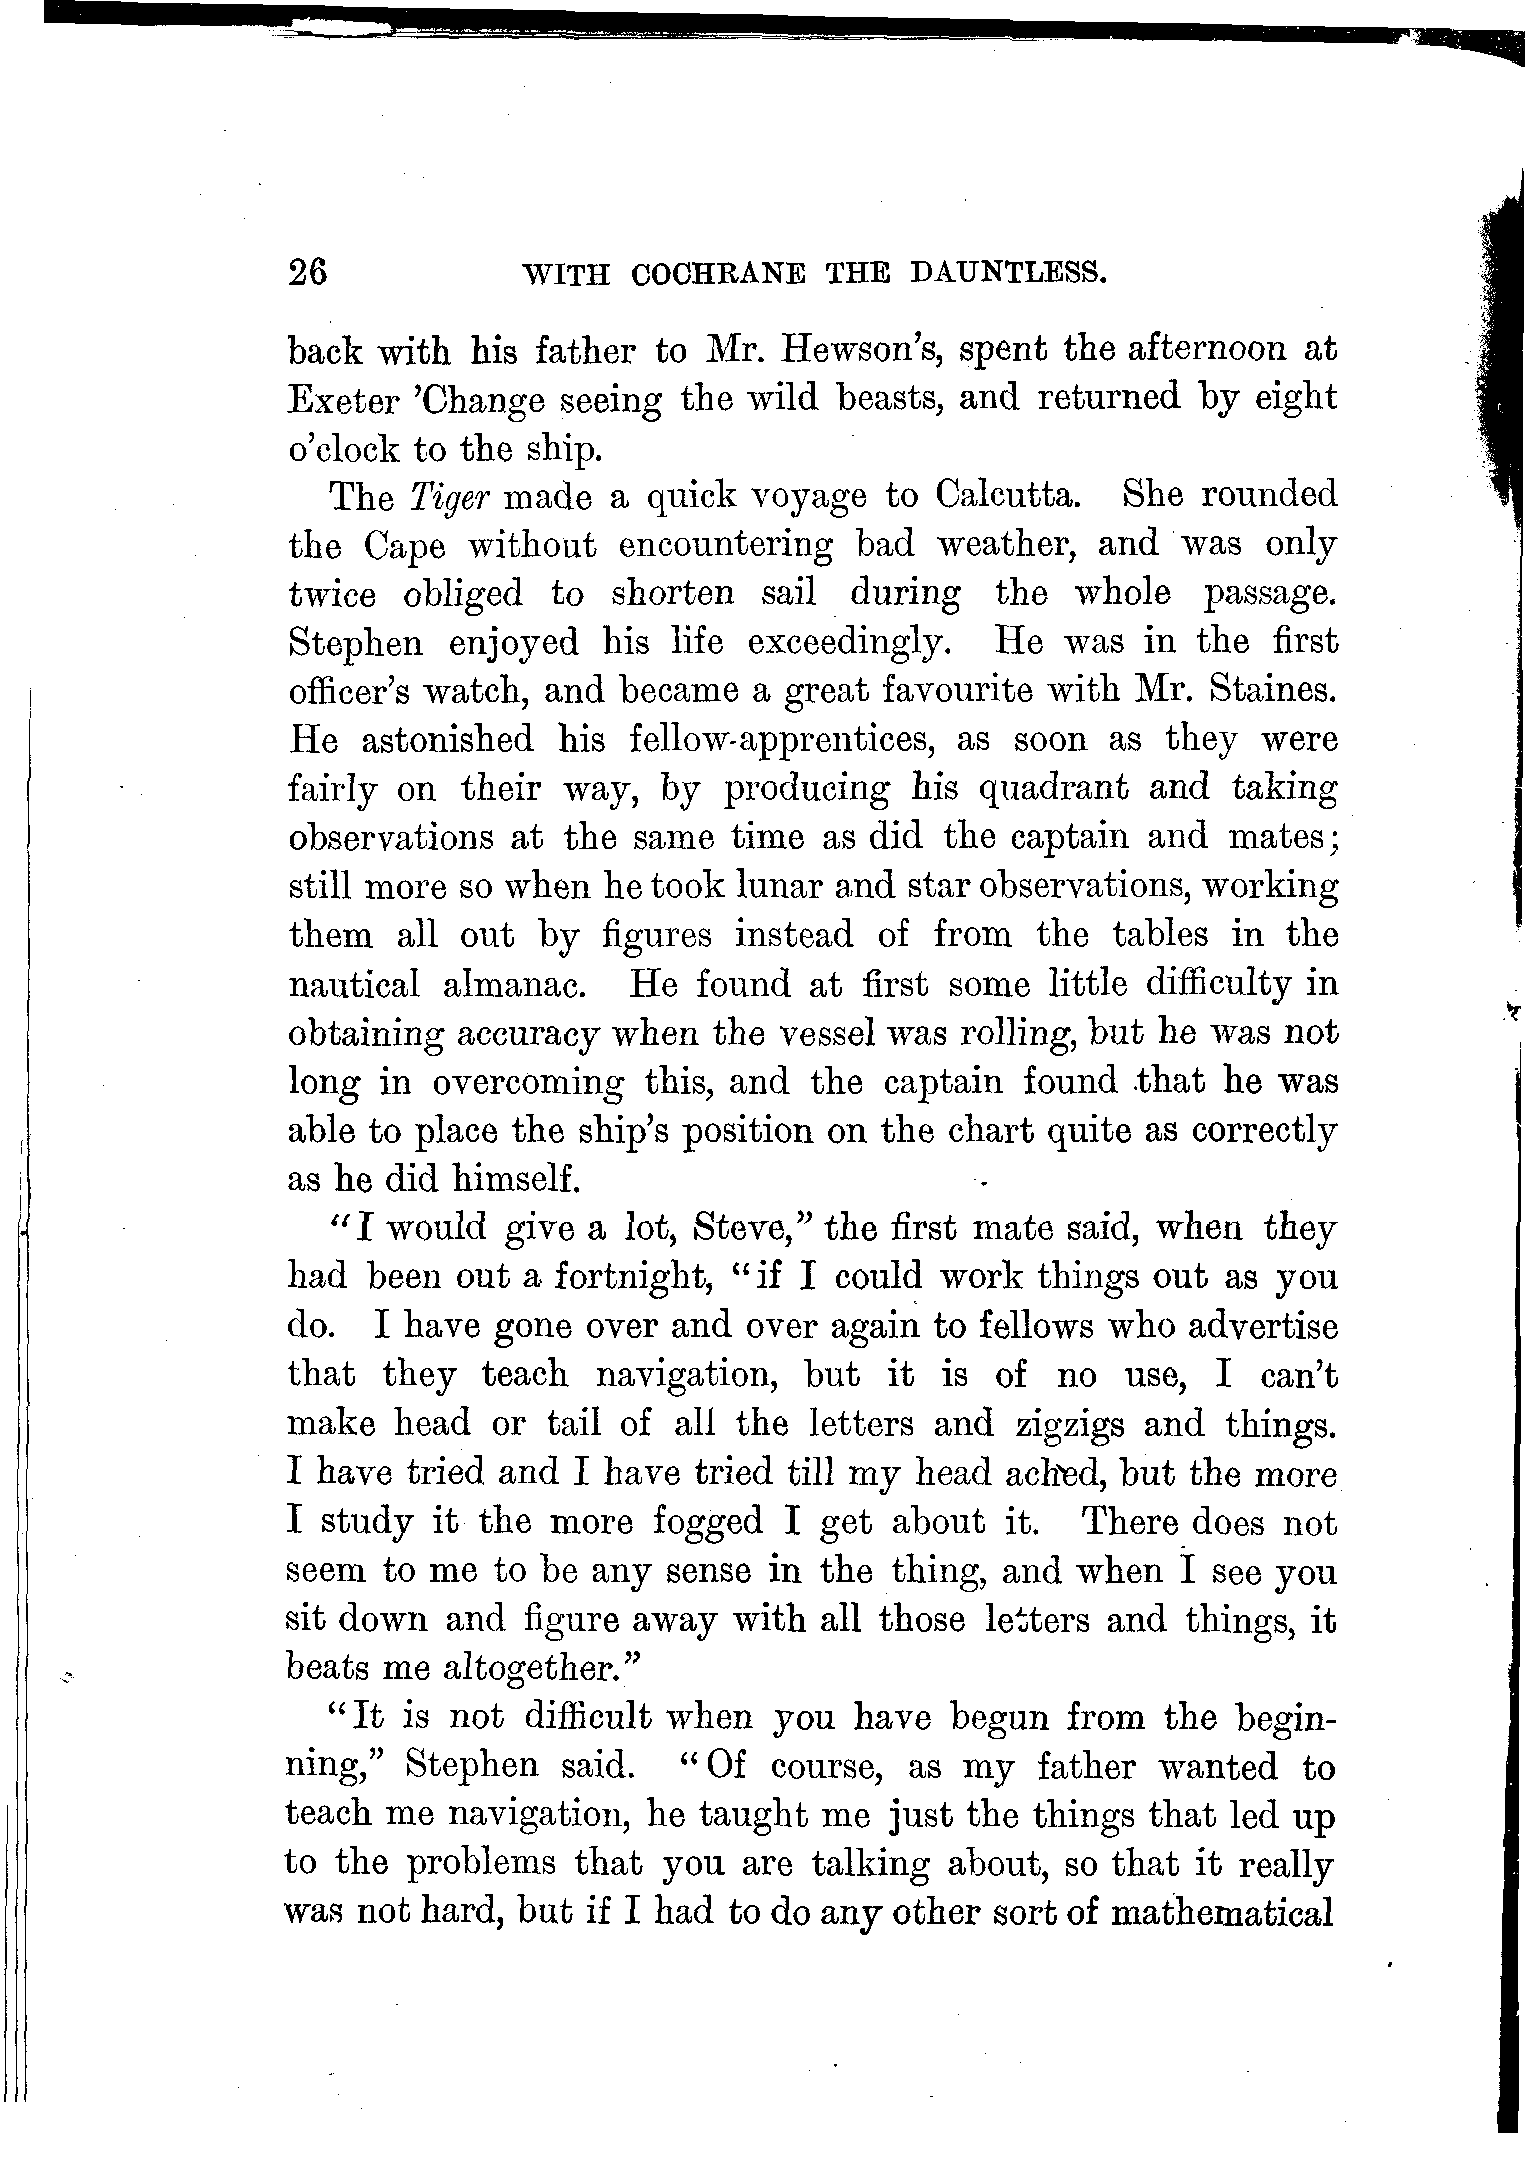 26 WITH COCHRANE THE DAUNTLESS.
back with his father to Mr. Hewson's, spent the afternoon at
Exeter 'Change seeing the wild beasts, and returned by eight
o'clock to the ship.
The Tiger made a quick voyage to Calcutta. She rounded
the Cape without encountering bad weather, and was only
twice obliged to shorten sail during the whole passage.
Stephen enjoyed his life exceedingly. He was in the first
officer's watch, and became a great favourite with Mr. Staines.
He astonished his fellow-apprentices, as soon as they were
fairly on their way, by producing his quadrant and taking
observations at the same time as did the captain and mates;
still more so when he took lunar and star observations, working
them all out by figures instead of from the tables in the
nautical almanac. He found at first some little difficulty in
obtaining accuracy when the vessel was rolling, but he was not
long in overcoming this, and the captain found that he was
able to place the ship's position on the chart quite as correctly
as he did himself.
"I would give a lot, Steve," the first mate said, when they
had been out a fortnight, "if I could work things out as you
do. I have gone over and over again to fellows who advertise
that they teach navigation, but it is of no use, I can't
make head or tail of all the letters and zigzigs and things.
I have tried and I have tried till my head ached, but the more
I study it the more fogged I get about it. There does not
seem to me to be any sense in the thing, and when I see you
sit down and figure away with all those letters and things, it
beats me altogether."
"It is not difficult when you have begun from the begin-
ning," Stephen said. "Of course, as my father wanted to
teach me navigation, he taught me just the things that led up
to the problems that you are talking about, so that it really
was not hard, but if I had to do any other sort of mathematical